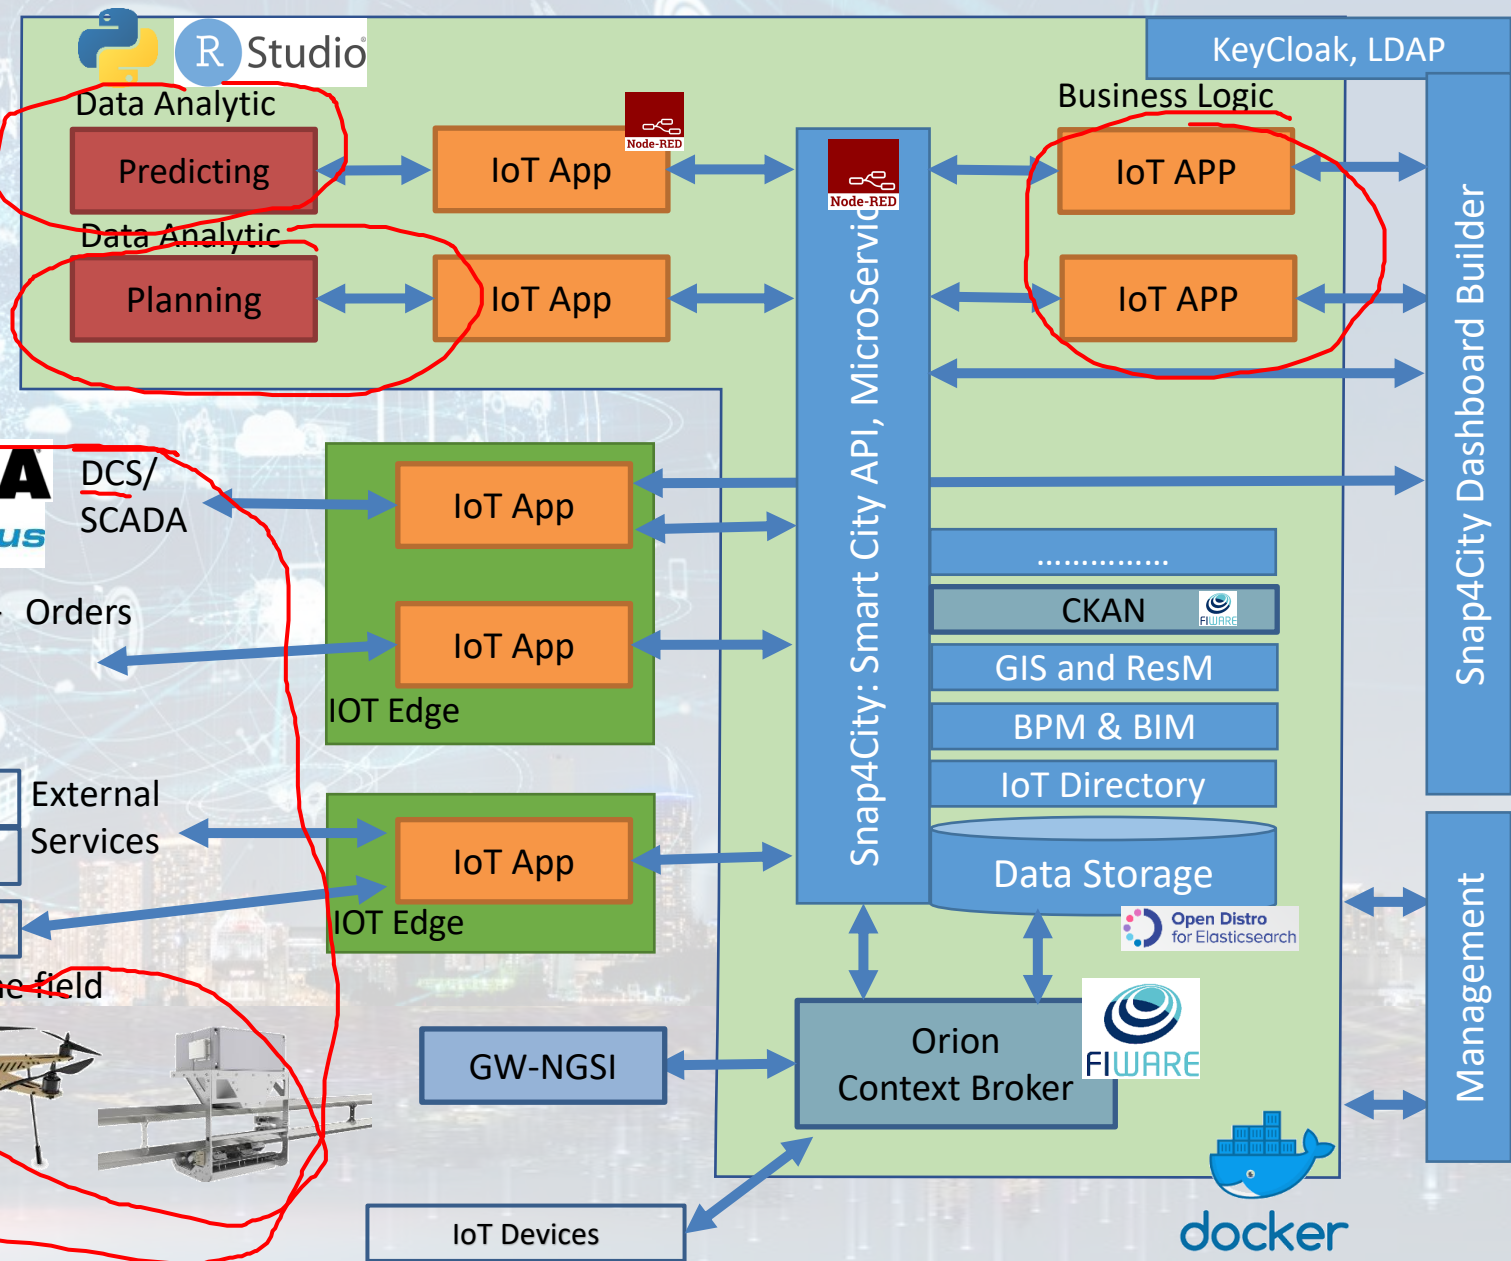 R Studio
KeyCloak, LDAP
Data Analytic
Predicting
IoT App
Node-RED
Node-RED
Business Logic
IoT APP
Data Analytic
Planning
IoT App
IoT APP
Snap4City: Smart City API, MicroServic
Snap4City Dashboard Builder
A
us
DCS/
SCADA
IoT App
Orders
IoT App
IOT Edge
……………
CKAN
FIWARE
GIS and ResM
BPM & BIM
IoT Directory
Data Storage
Open Distro
for Elasticsearch
External
Services
IoT App
IOT Edge
field
Management
GW-NGSI
Orion
Context Broker
FIWARE
IoT Devices
docker